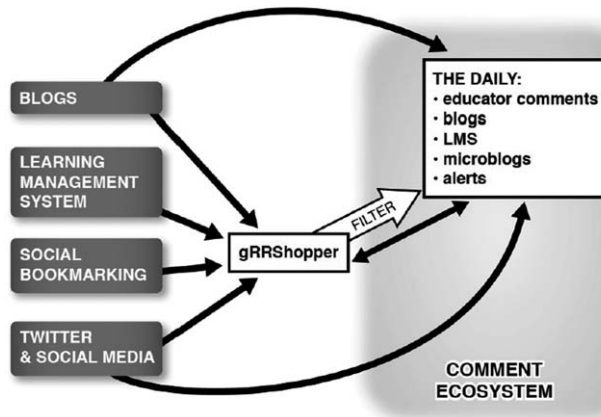 BLOGS
LEARNING
MANAGEMENT
SYSTEM
SOCIAL
BOOKMARKING
TWITTER
& SOCIAL MEDIA
gRRShopper
FILTER
THE DAILY:
• educator comments
• blogs
• LMS
• microblogs
• alerts
COMMENT
ECOSYSTEM